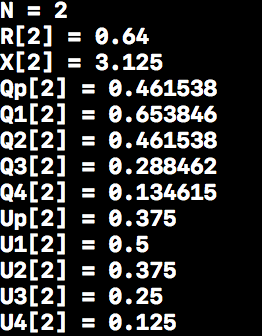 N = 2
R[2] = 0.64
X[2] = 3.125
Qp[2] = 0.461538
Q1[2] = 0.653846
Q2[2] = 0.461538
Q3[2] = 0.288462
Q4[2] = 0.134615
Up[2] = 0.375
U1[2] = 0.5
U2[2] = 0.375
U3[2] = 0.25
U4[2] = 0.125